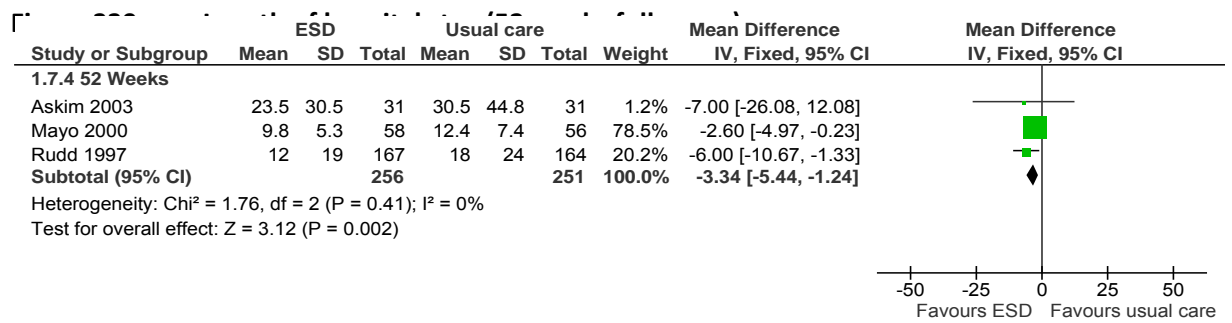 ESD Usual care Mean Difference Mean Difference
Study or Subgroup Mean SD Total Mean SD Total Weight IV, Fixed, 95% CI IV, Fixed, 95% CI
1.7.4 52 Weeks
Askim 2003 23.5 30.5 31 30.5 44.8 31 1.2% -7.00 [-26.08, 12.08]
Mayo 2000 9.8 5.3 58 12.4 7.4 56 78.5% -2.60 [-4.97, -0.23]
Rudd 1997 12 19 167 18 24 164 20.2% -6.00 [-10.67, -1.33]
Subtotal (95% CI) 256 251 100.0% -3.34 [-5.44, -1.24]
Heterogeneity: Chi² = 1.76, df = 2 (P = 0.41); I² = 0%
Test for overall effect: Z = 3.12 (P = 0.002)
-50 -25 0 25 50
Favours ESD Favours usual care